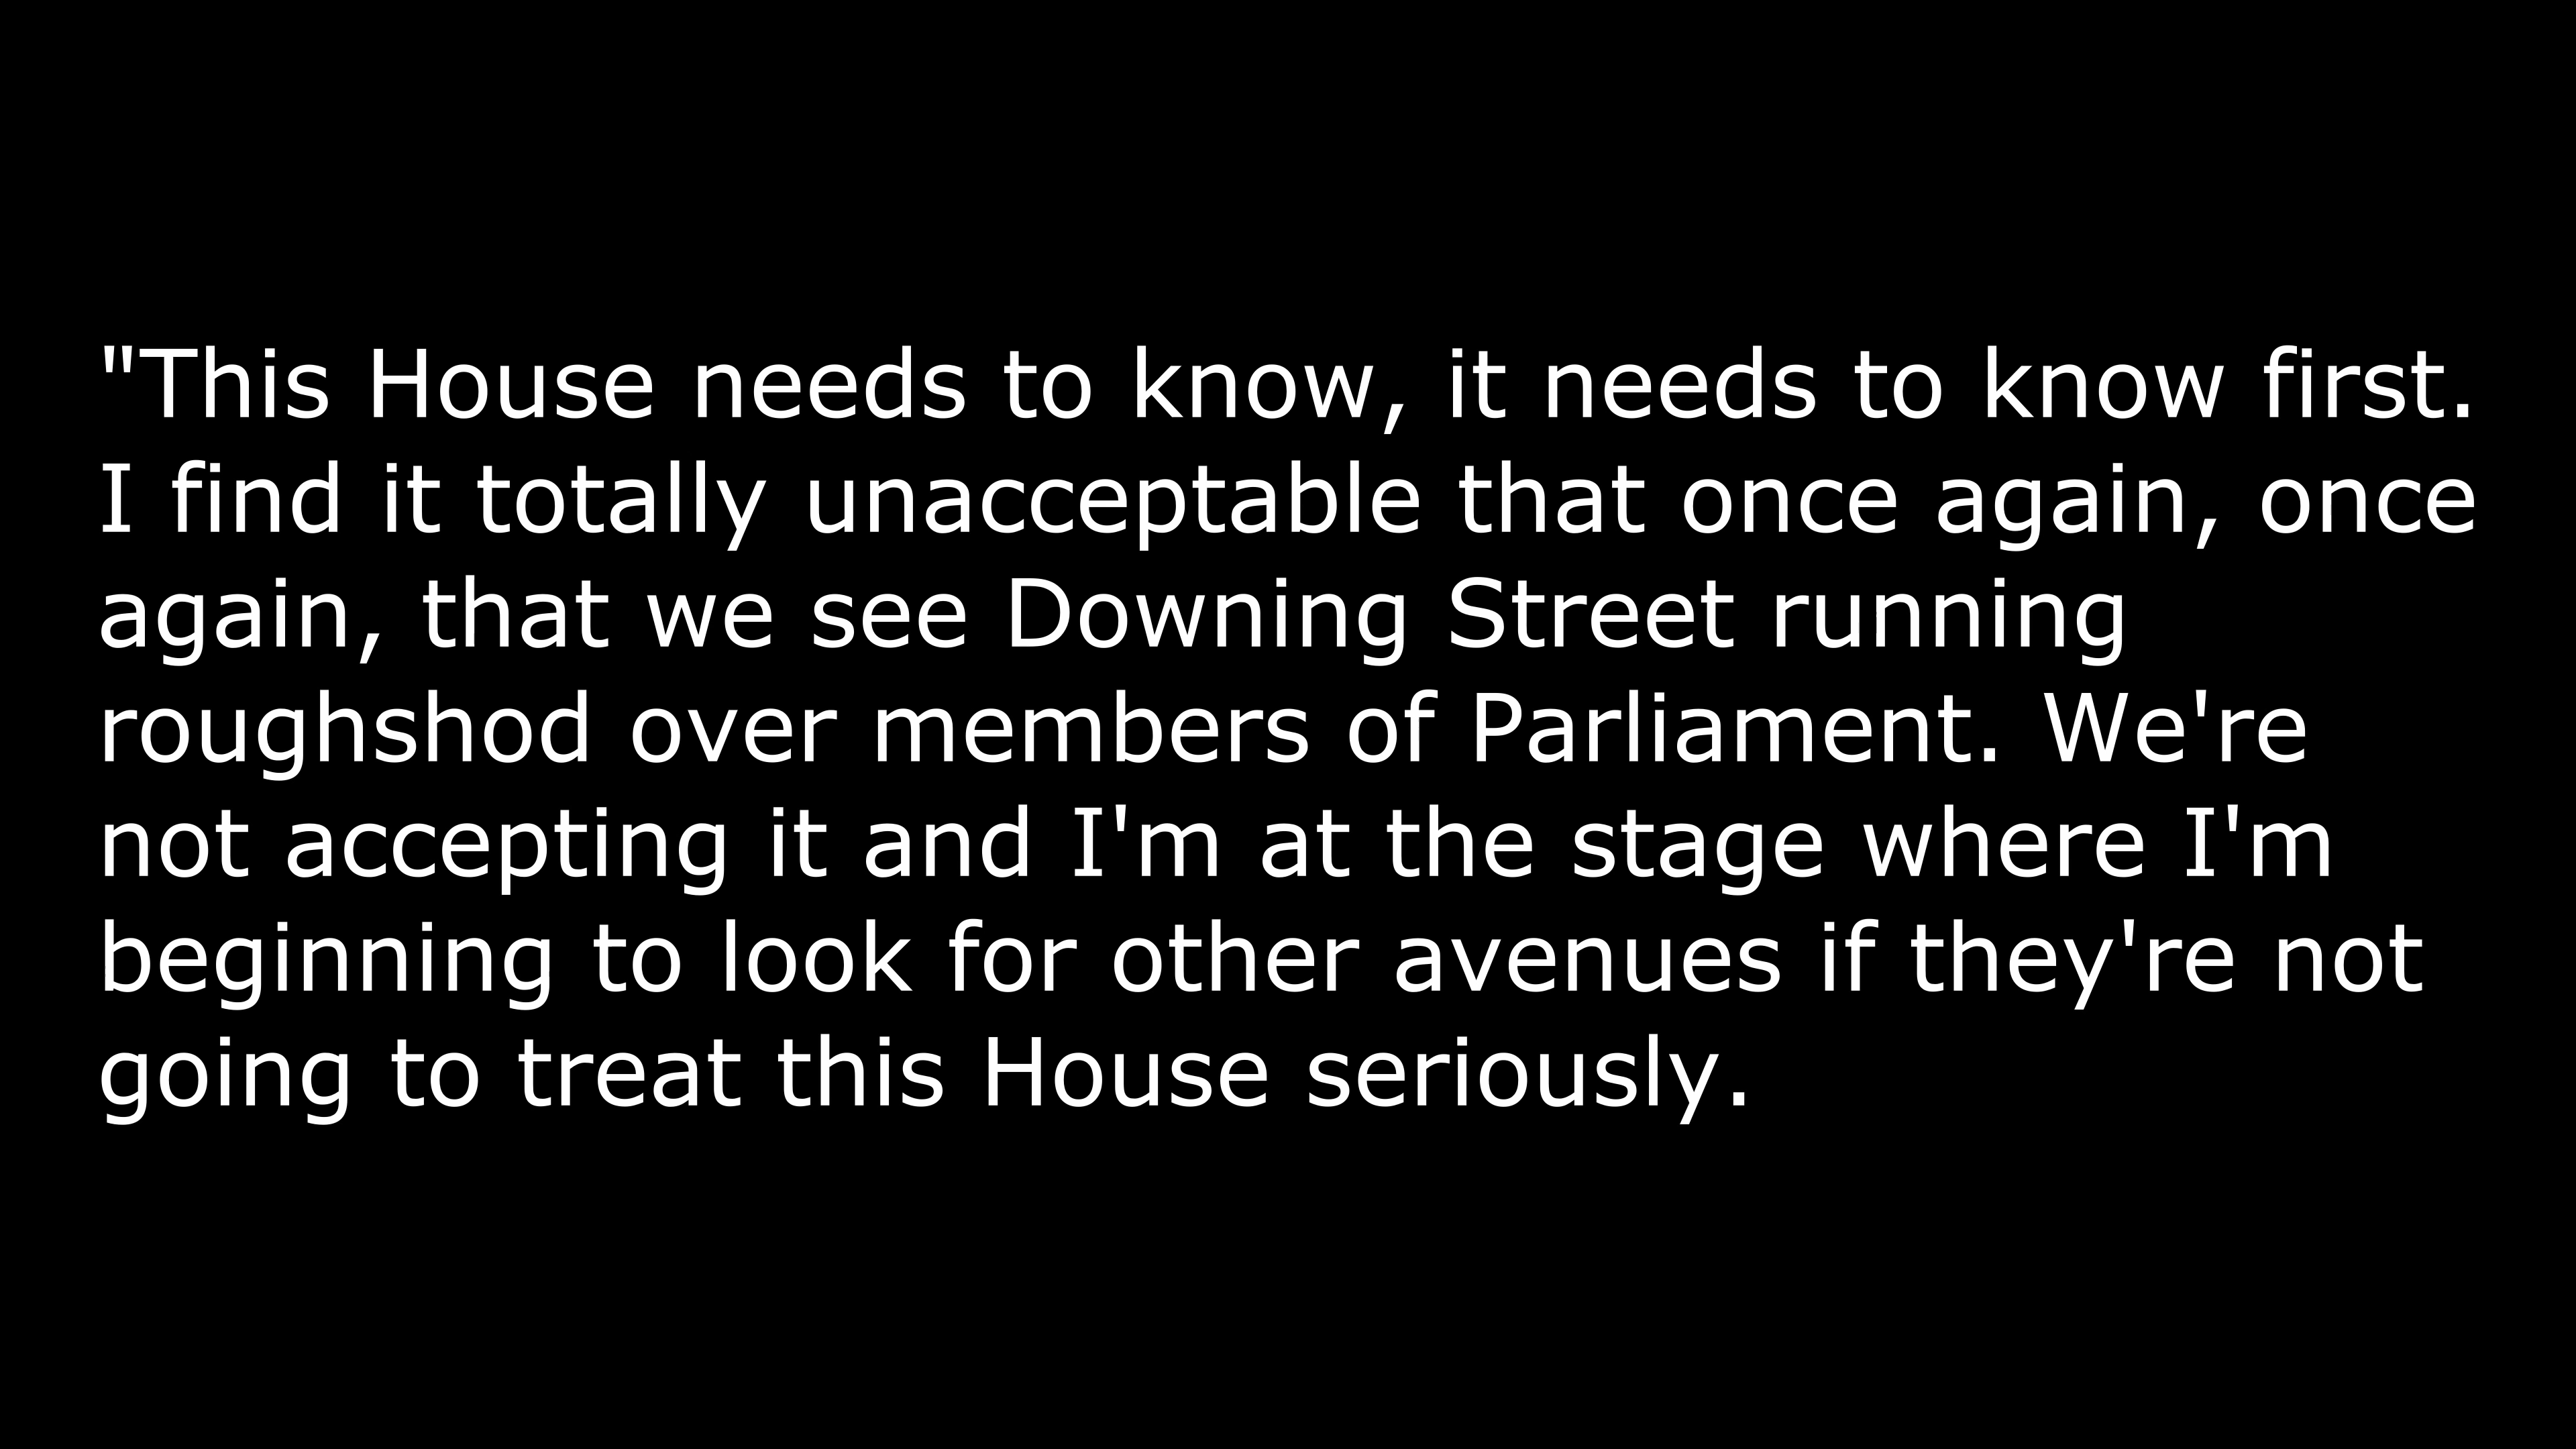 "This House needs to know, it needs to know first.
I find it totally unacceptable that once again, once
again, that we see Downing Street running
roughshod over members of Parliament. We're
not accepting it and I'm at the stage where I'm
beginning to look for other avenues if they're not
going to treat this House seriously.